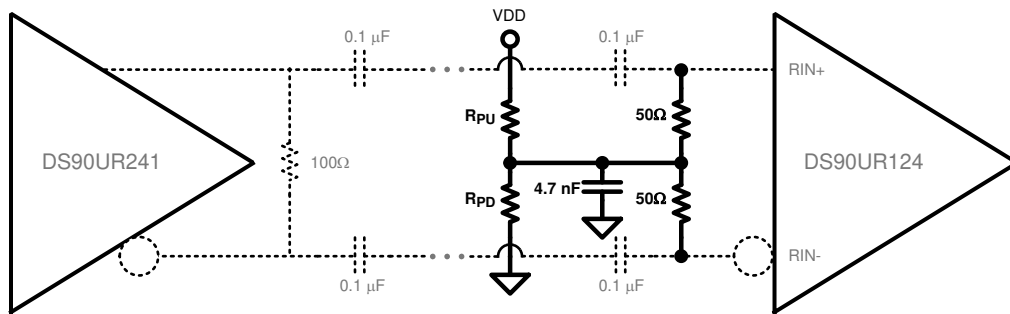 VDD
0.1 μF
0.1 μF
RIN+
RPU
50Ω
DS90UR241
100Ω
DS90UR124
4.7 nF
RPD
50Ω
RIN-
0.1 μF
0.1 μF